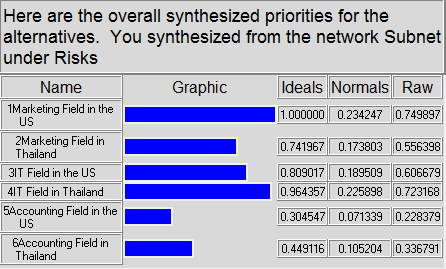 Here are the overall synthesized priorities for the
alternatives. You synthesized from the network Subnet
under Risks
Name Graphic Ideals Normals Raw
1Marketing Field in the
US 1.000000 0.234247 0.749897
2Marketing Field in
Thailand 0.741967 0.173803 0.556398
3IT Field in the US 0.809017 0.189509 0.606679
4IT Field in Thailand 0.964357 0.225898 0.723168
5Accounting Field in the
US 0.304547 0.071339 0.228379
6Accounting Field in
Thailand 0.449116 0.105204 0.336791